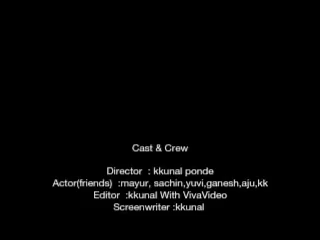 Cast & Crew
Director : kkunal ponde
Actor(friends) :mayur, sachin,yuvi,ganesh,aju,kk
Editor :kkunal With VivaVideo
Screenwriter :kkunal